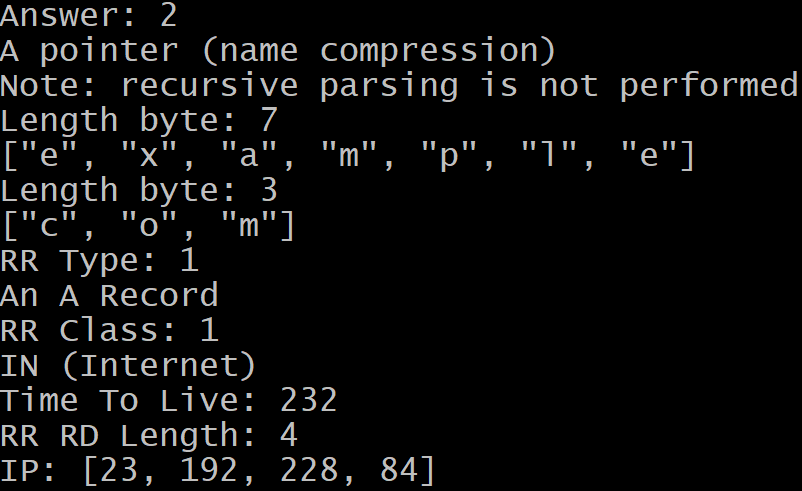 Answer: 2
A pointer (name compression)
Note: recursive parsing is not performed
Length byte: 7
["e", "x", "a", "m", "p", "l", "e"]
Length byte: 3
["c", "o", "m"]
RR Type: 1
An A Record
RR Class: 1
IN (Internet)
Time To Live: 232
RR RD Length: 4
IP: [23, 192, 228, 84]